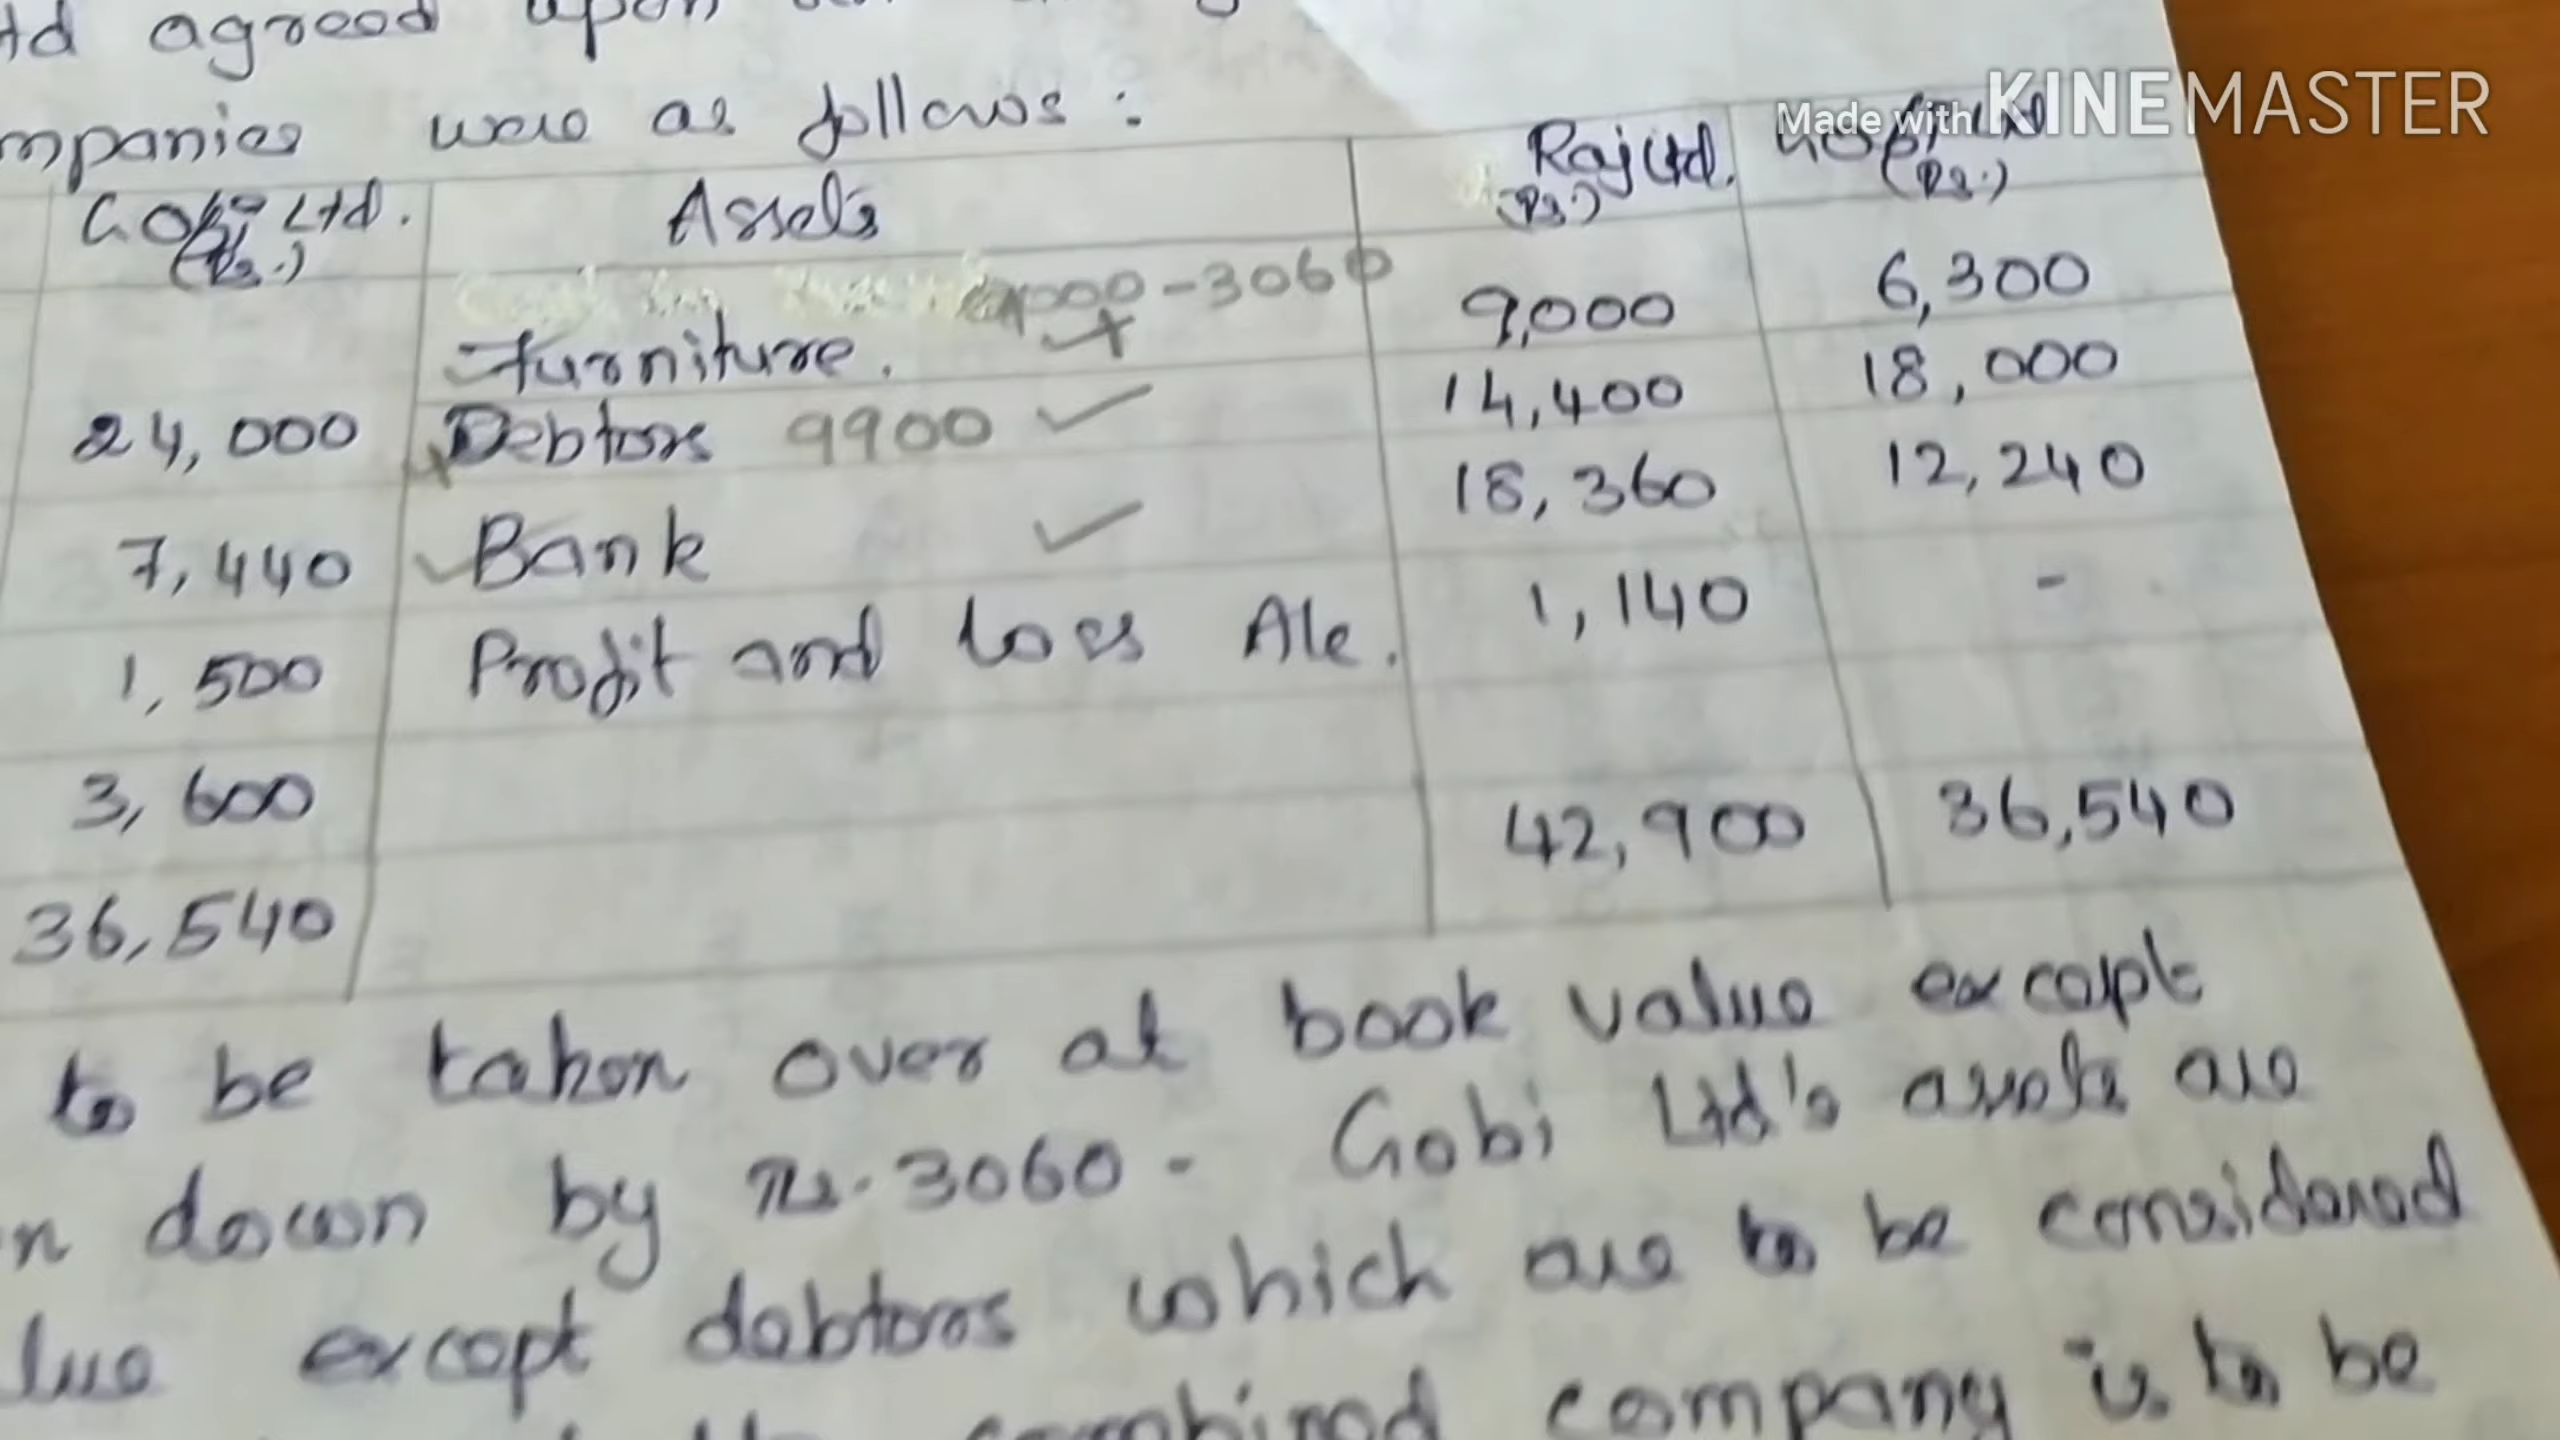 agreed upon
were as follows :
Made with KINEMASTER
Gobi Ltd. Assets Raj Ltd.
(Rs.) (Rs.) (Rs.)
000-3060
Furniture. 9,000 6,300
24,000 Debtors 9900 14,400 18,000
7,440 Bank 18,360 12,240
1,500 Profit and loss A/c. 1,140 -
3,600
36,540 42,900 36,540
to be taken over at book value except
down by Rs. 3060 - Gobi Ltd's assets are
except debtors which are to be considered
company is to be